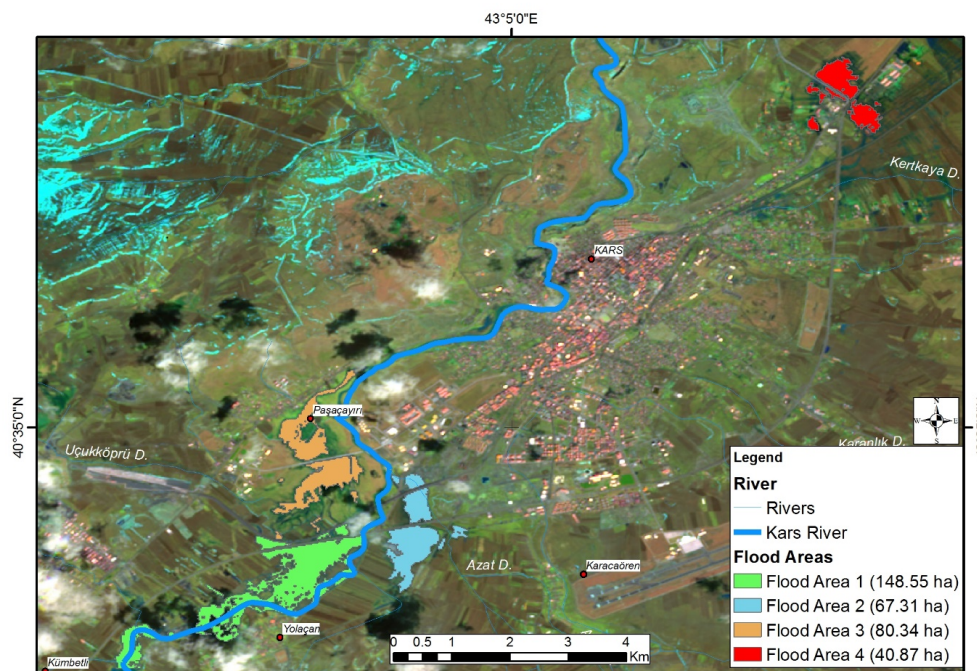 43°5'0"E
Kertkaya D.
KARS
Paşaçayırı
40°35'0"N
N
W E
S
Uçukköprü D.
Karanlık D.
Azat D.
Karacaören
Yolaçan
Kümbetli
0 0.5 1 2 3 4
Km
Legend
River
Rivers
Kars River
Flood Areas
Flood Area 1 (148.55 ha)
Flood Area 2 (67.31 ha)
Flood Area 3 (80.34 ha)
Flood Area 4 (40.87 ha)